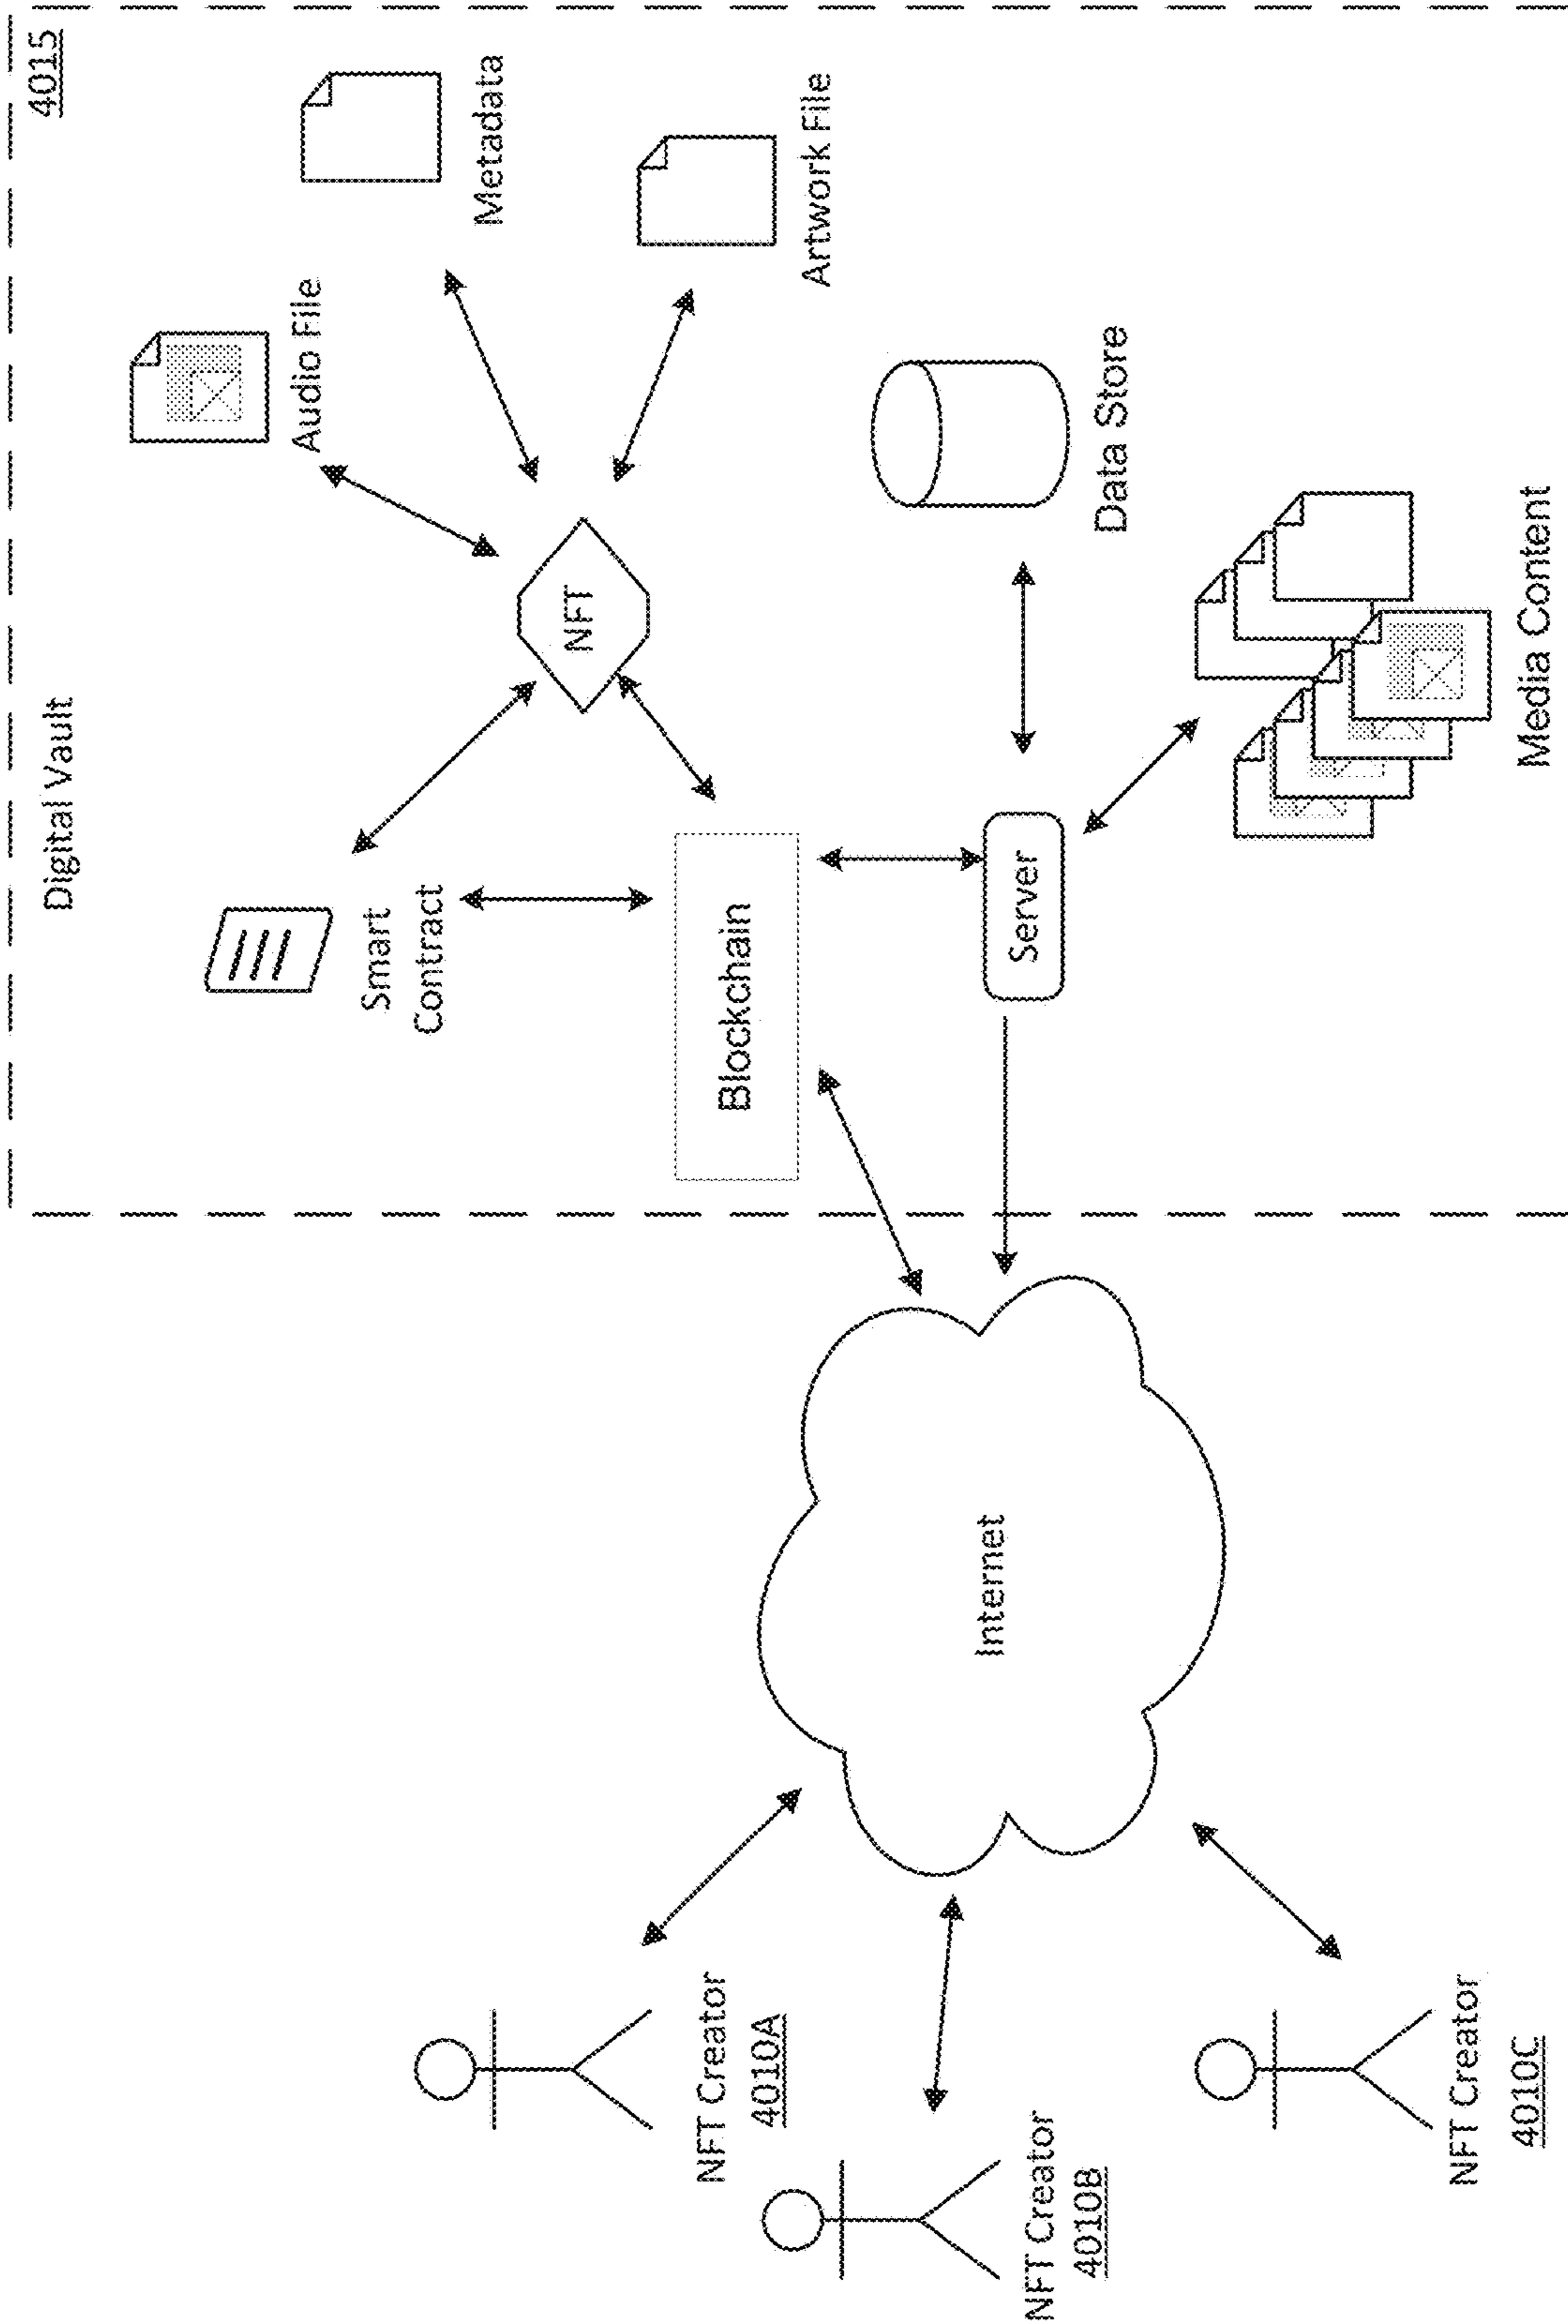 Digital Vault
4015
Audio File
Metadata
Smart
Contract
NFT
Artwork File
Blockchain
NFT Creator
4010A
Server
Data Store
Internet
NFT Creator
4010B
Media Content
NFT Creator
4010C